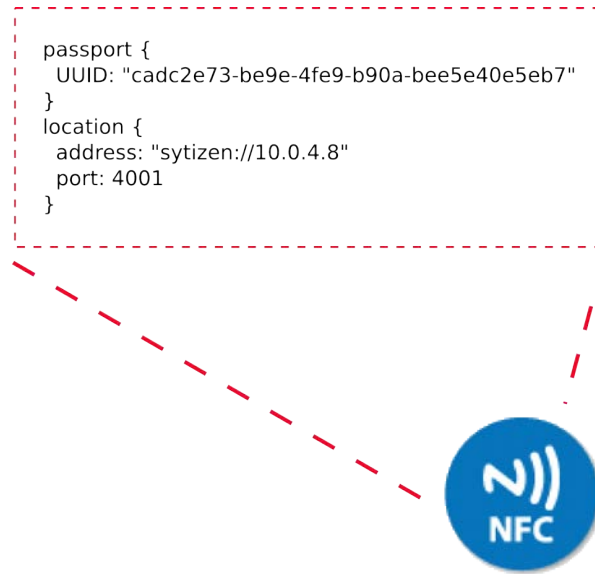 passport {
UUID: "cadc2e73-be9e-4fe9-b90a-bee5e40e5eb7"
}
location {
address: "sytizen://10.0.4.8"
port: 4001
}
NFC